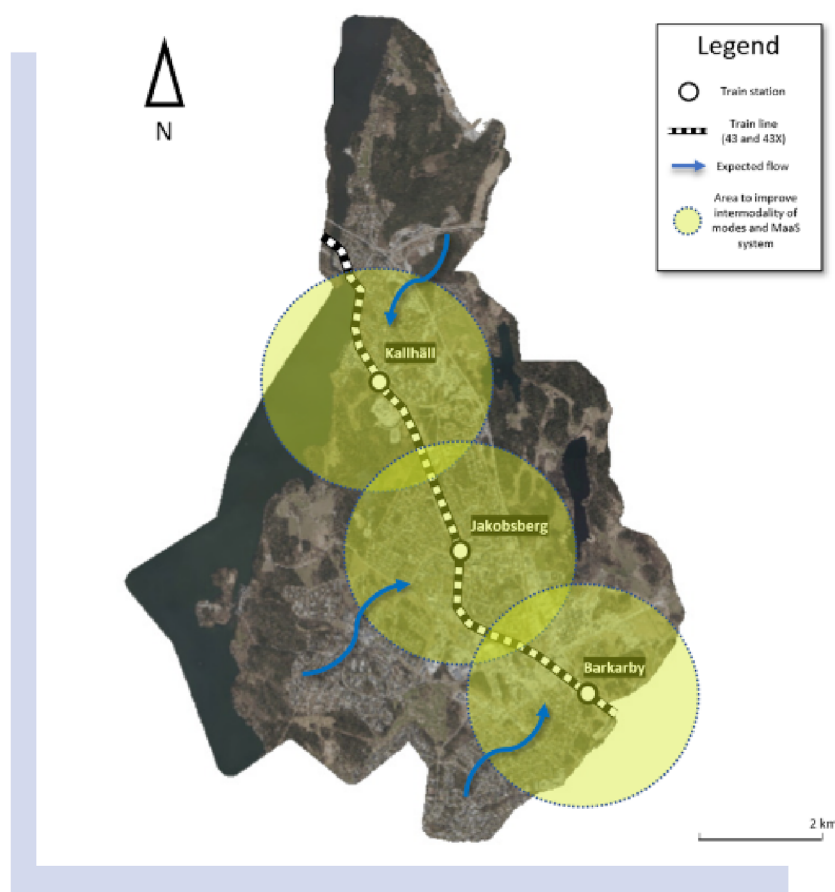 N
Legend
Train station
Train line
(43 and 43X)
Expected flow
Area to improve
intermodality of
modes and MaaS
system
Kallhäll
Jakobsberg
Barkarby
2 km